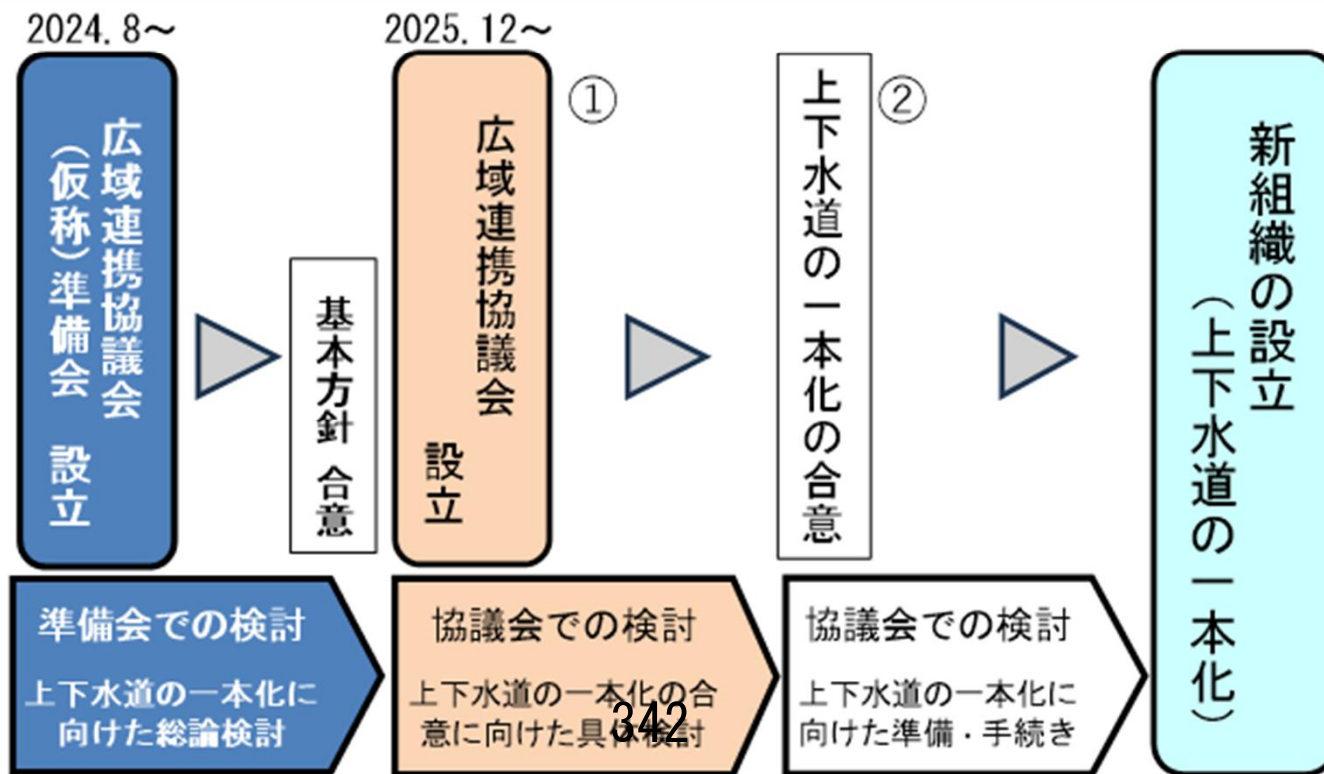 2024.8～
2025.12～
広域連携協議会
（仮称）準備会　設立
基本方針 合意
広域連携協議会
設立
①
上下水道の一本化の合意
②
新組織の設立
（上下水道の一本化）
準備会での検討
上下水道の一本化に
向けた総論検討
協議会での検討
上下水道の一本化の合
意に向けた具体検討
342
協議会での検討
上下水道の一本化に
向けた準備・手続き